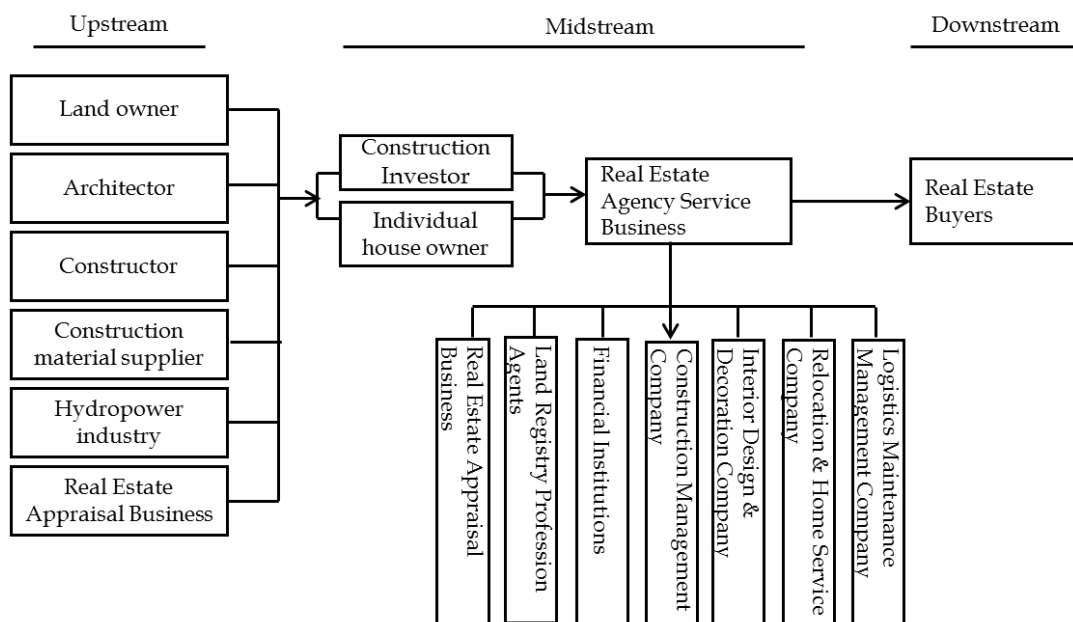 Upstream
Midstream
Downstream
Land owner
Architector
Constructor
Construction
material supplier
Hydropower
industry
Real Estate
Appraisal Business
Construction
Investor
Individual
house owner
Real Estate
Agency Service
Business
Real Estate
Buyers
Real Estate Appraisal
Business
Land Registry Profession
Agents
Financial Institutions
Construction Management
Company
Interior Design &
Decoration Company
Relocation & Home Service
Company
Logistics Maintenance
Management Company